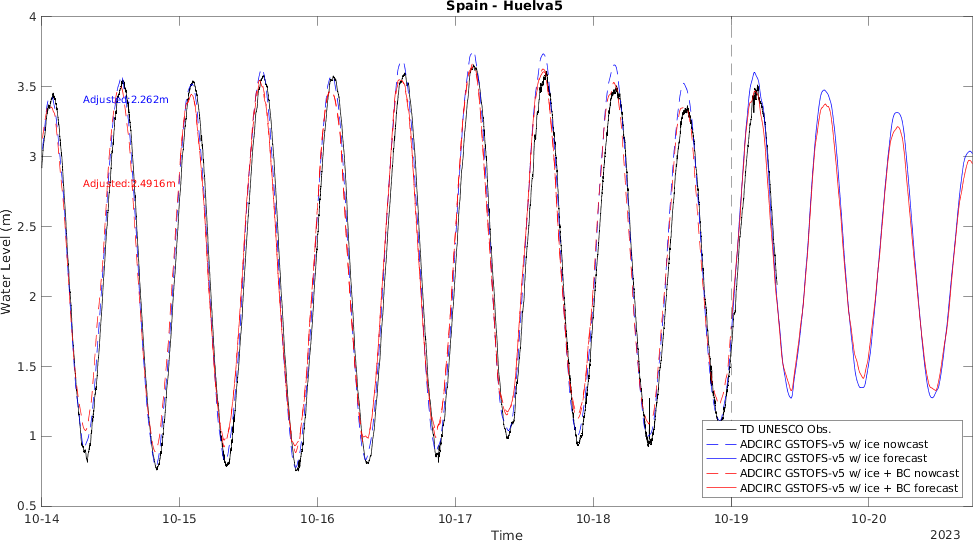 Spain - Huelva5
4
3.5
3
2.5
2
1.5
1
0.5
Water Level (m)
Adjusted:2.262m
Adjusted:2.4916m
TD UNESCO Obs.
ADCIRC GSTOFS-v5 w/ ice nowcast
ADCIRC GSTOFS-v5 w/ ice forecast
ADCIRC GSTOFS-v5 w/ ice + BC nowcast
ADCIRC GSTOFS-v5 w/ ice + BC forecast
10-14 10-15 10-16 10-17 10-18 10-19 10-20
Time
2023